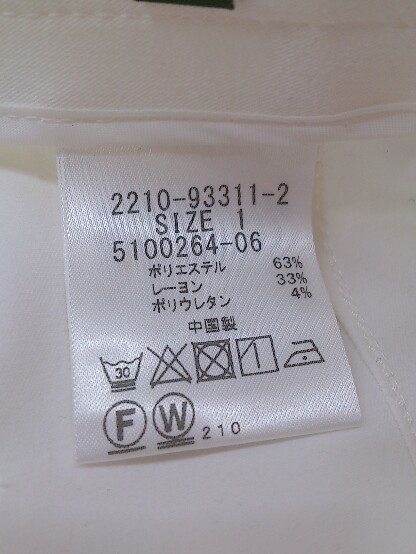 2210-93311-2
SIZE 1
5100264-06
ポリエステル 63%
レーヨン 33%
ポリウレタン 4%
中国製
30
F W 210